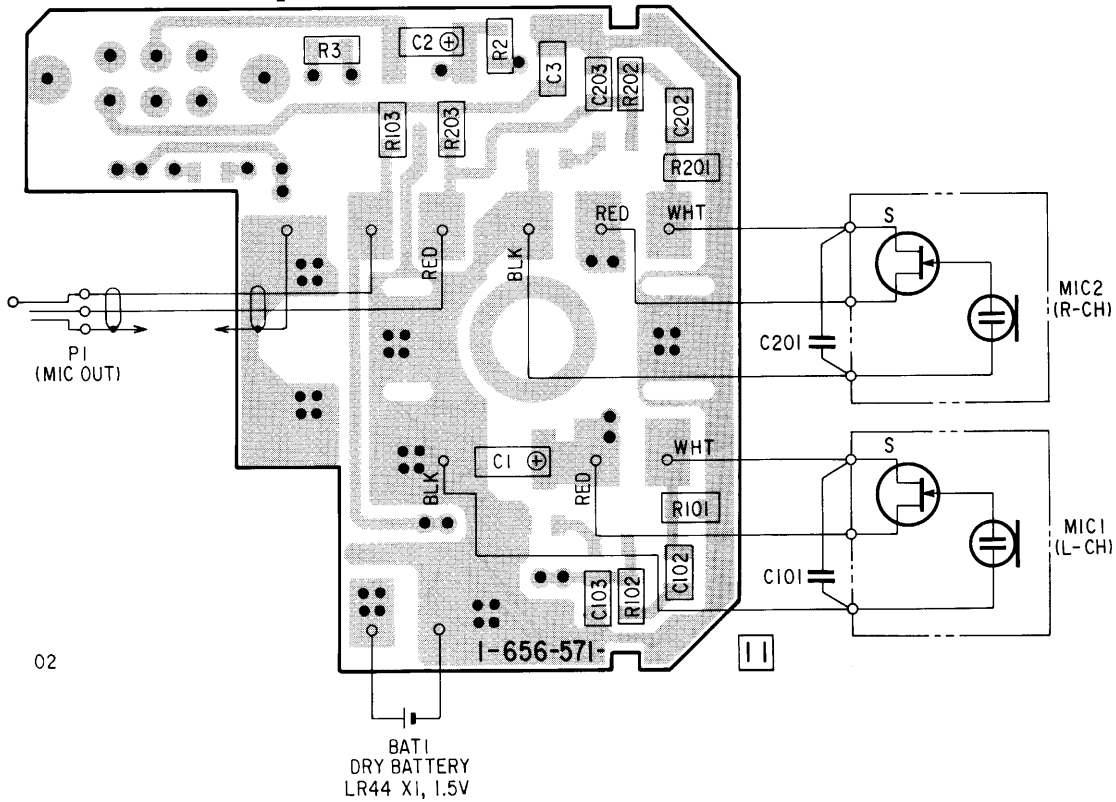 R3
C2
R2
C3
C203
R202
C202
R103
R203
R201
RED
WHT
RED
BLK
S
MIC2
(R-CH)
C201
P1
(MIC OUT)
C1
BLK
RED
WHT
S
R101
MIC1
(L-CH)
C101
C103
R102
C102
1-656-571-
11
02
BAT1
DRY BATTERY
LR44 X1, 1.5V